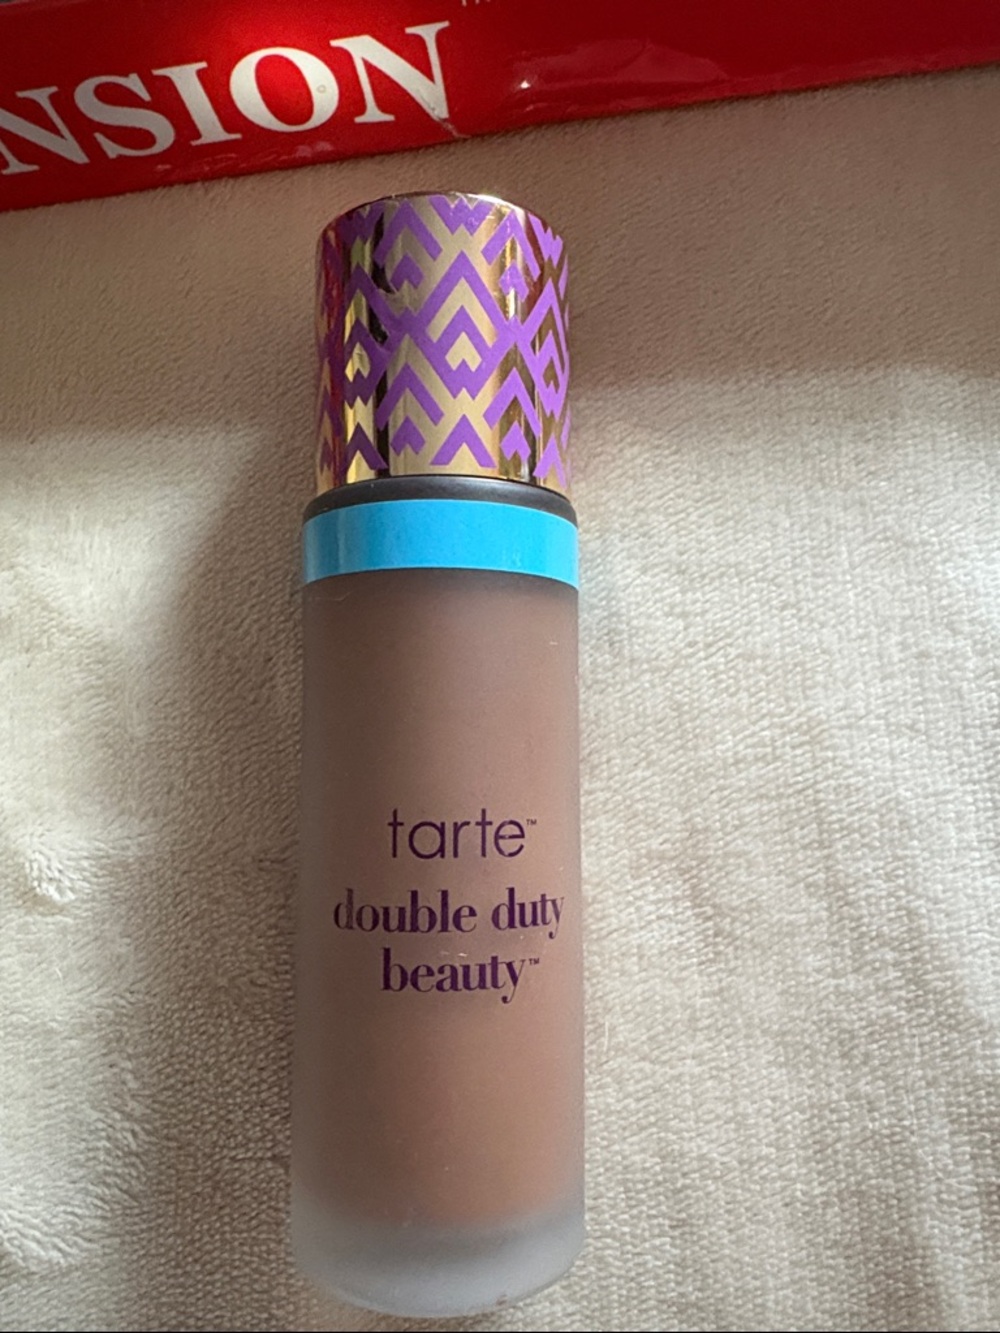 NSION
tarte™
double duty
beauty™